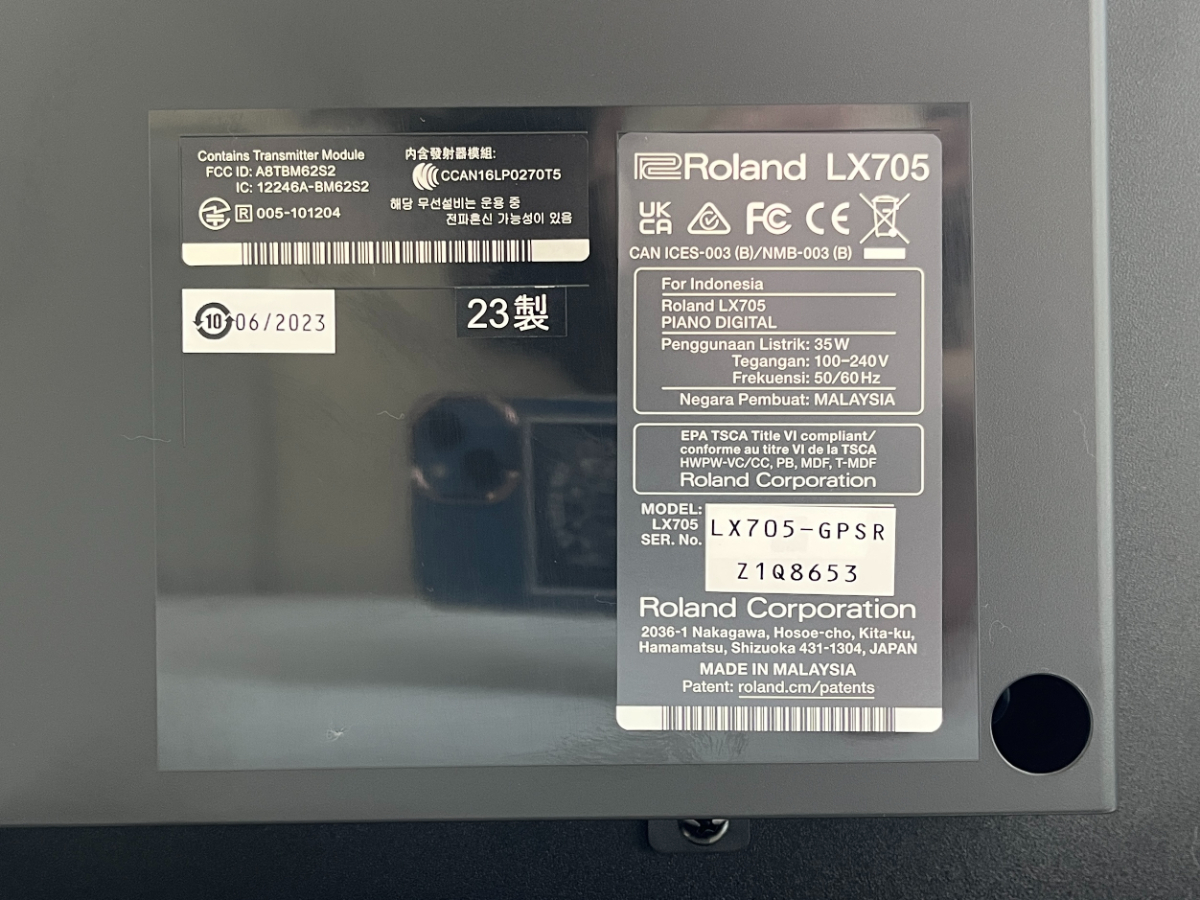 Contains Transmitter Module
FCC ID: A8TBM62S2
IC: 12246A-BM62S2
R 005-101204
內含發射器模組:
CCAN16LP0270T5
해당 무선설비는 운용 중
전파혼신 가능성이 있음
10 06/2023
23製
Roland LX705
UK CA FC CE
CAN ICES-003 (B)/NMB-003 (B)
For Indonesia
Roland LX705
PIANO DIGITAL
Penggunaan Listrik: 35W
Tegangan: 100-240V
Frekuensi: 50/60Hz
Negara Pembuat: MALAYSIA
EPA TSCA Title VI compliant/
conforme au titre VI de la TSCA
HWPW-VC/CC, PB, MDF, T-MDF
Roland Corporation
MODEL:
LX705
SER. No.
LX705-GPSR
Z1Q8653
Roland Corporation
2036-1 Nakagawa, Hosoe-cho, Kita-ku,
Hamamatsu, Shizuoka 431-1304, JAPAN
MADE IN MALAYSIA
Patent: roland.cm/patents